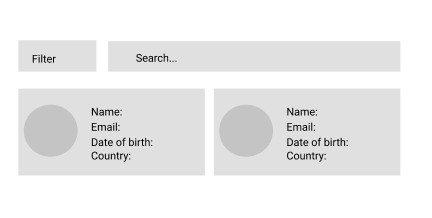 Filter
Search...
Name:
Email:
Date of birth:
Country:
Name:
Email:
Date of birth:
Country: